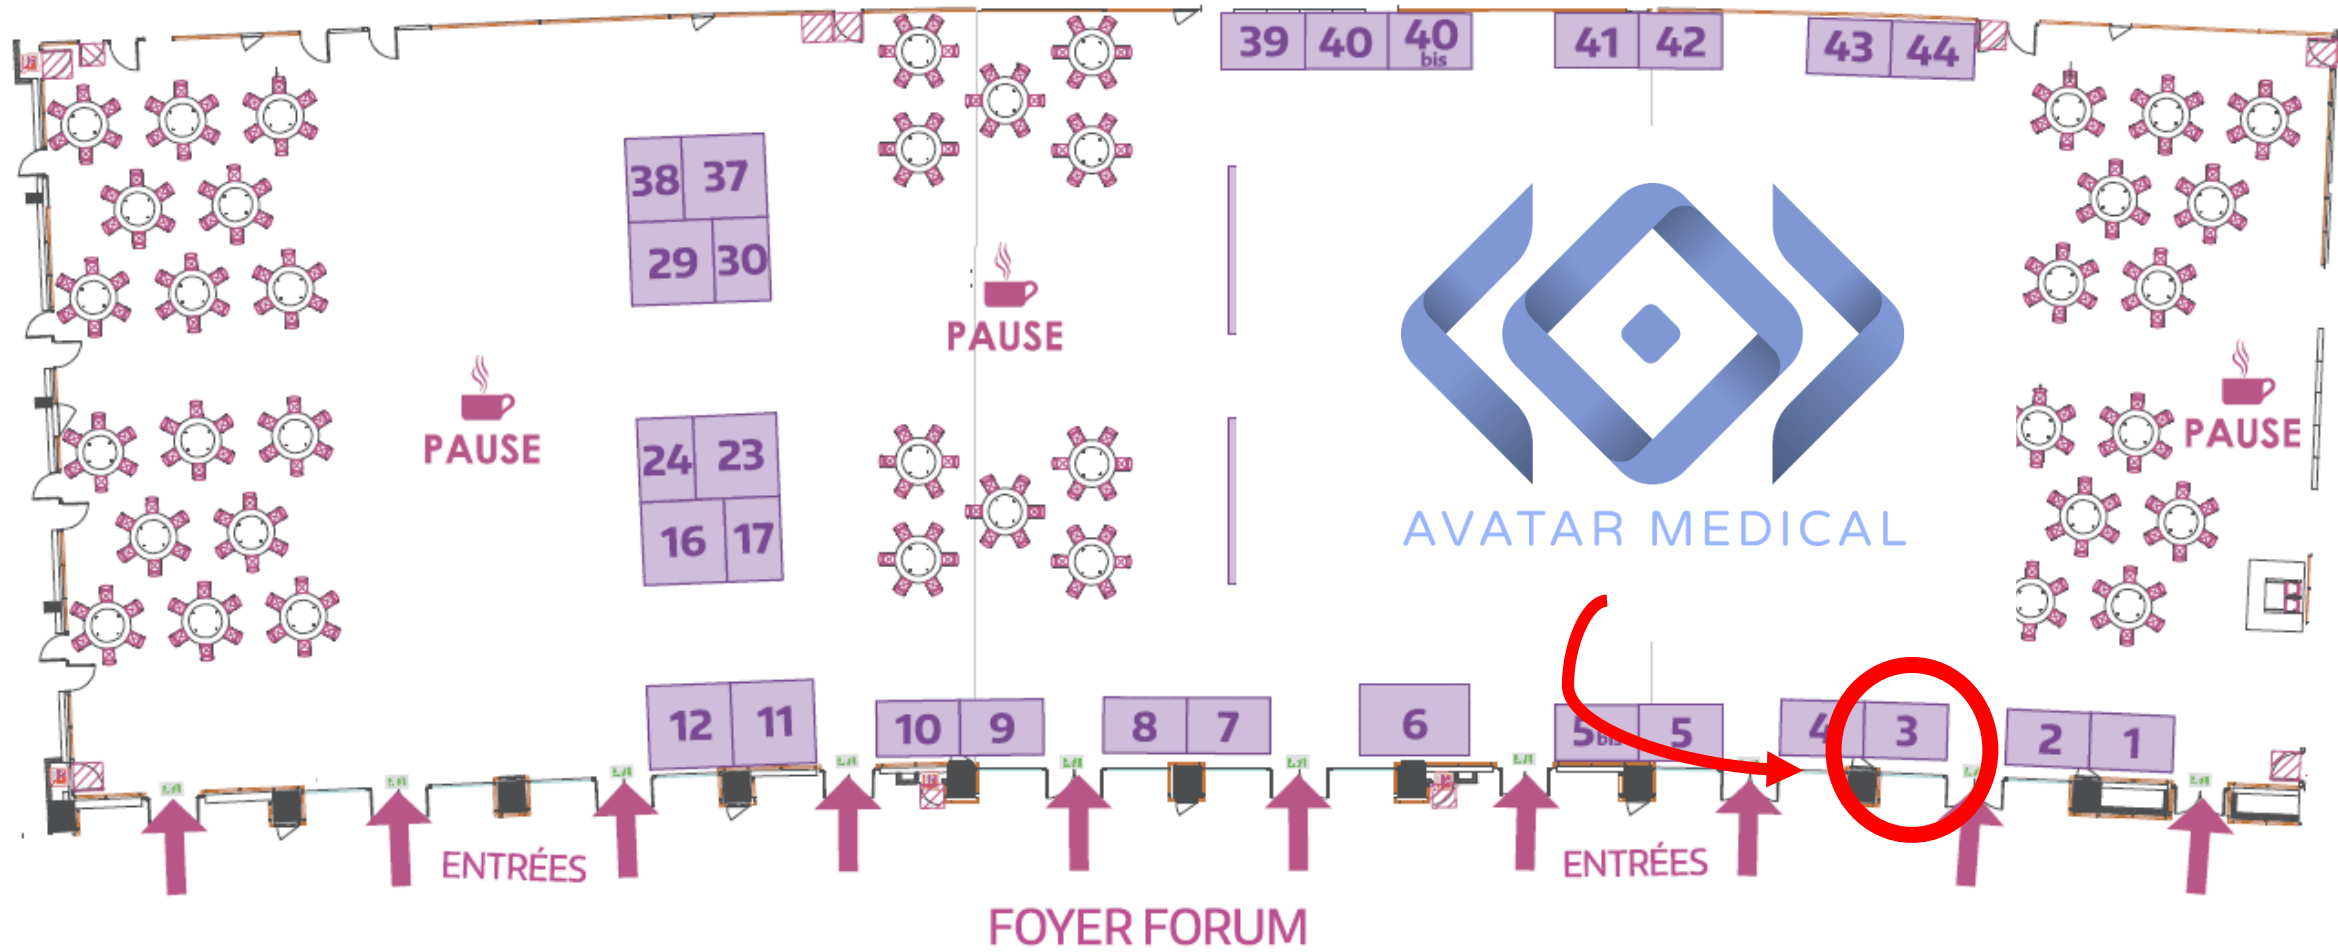 39 40 40 bis 41 42 43 44
38 37
29 30
PAUSE
PAUSE
PAUSE
24 23
16 17
AVATAR MEDICAL
12 11 10 9 8 7 6 5bis 5 4 3 2 1
ENTRÉES
ENTRÉES
FOYER FORUM